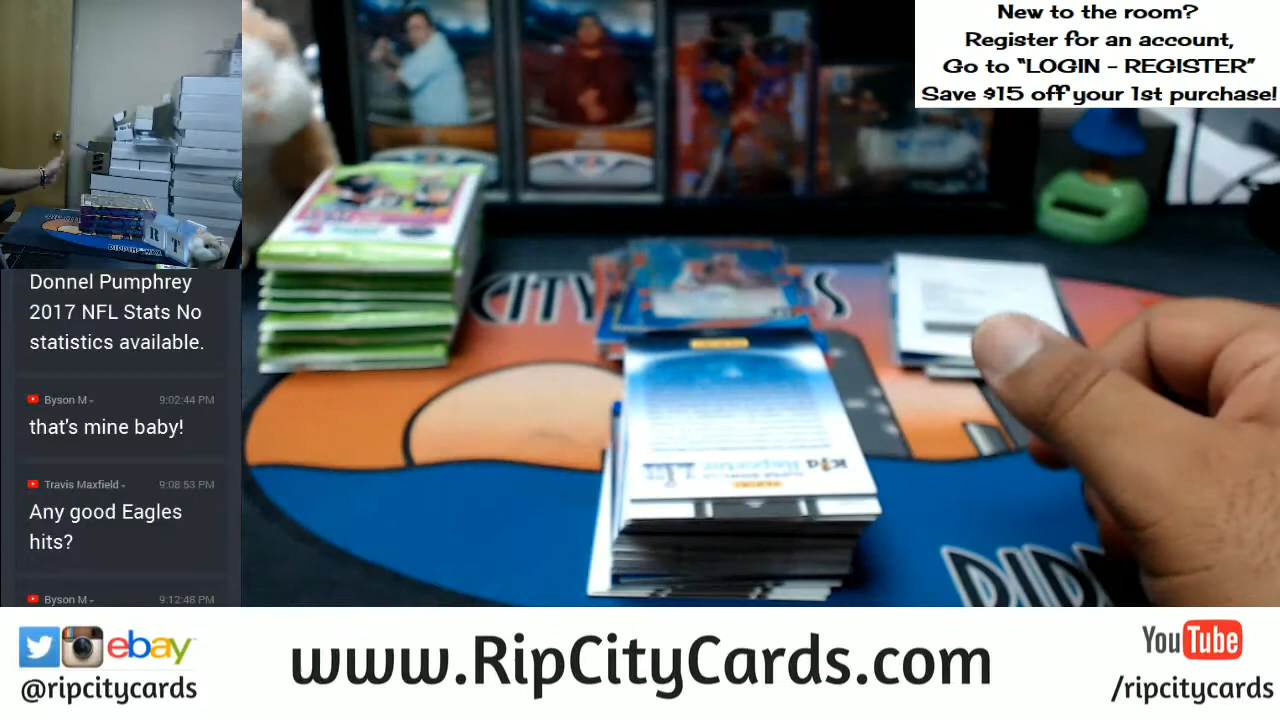 New to the room?
Register for an account,
Go to “LOGIN - REGISTER”
Save $15 off your 1st purchase!
Donnel Pumphrey
2017 NFL Stats No
statistics available.
Byson M 9:02:44 PM
that's mine baby!
Travis Maxfield 9:08:53 PM
Any good Eagles
hits?
Byson M 9:12:48 PM
CITY
RIPPIN
R T
ebay
@ripcitycards
www.RipCityCards.com
YouTube
/ripcitycards